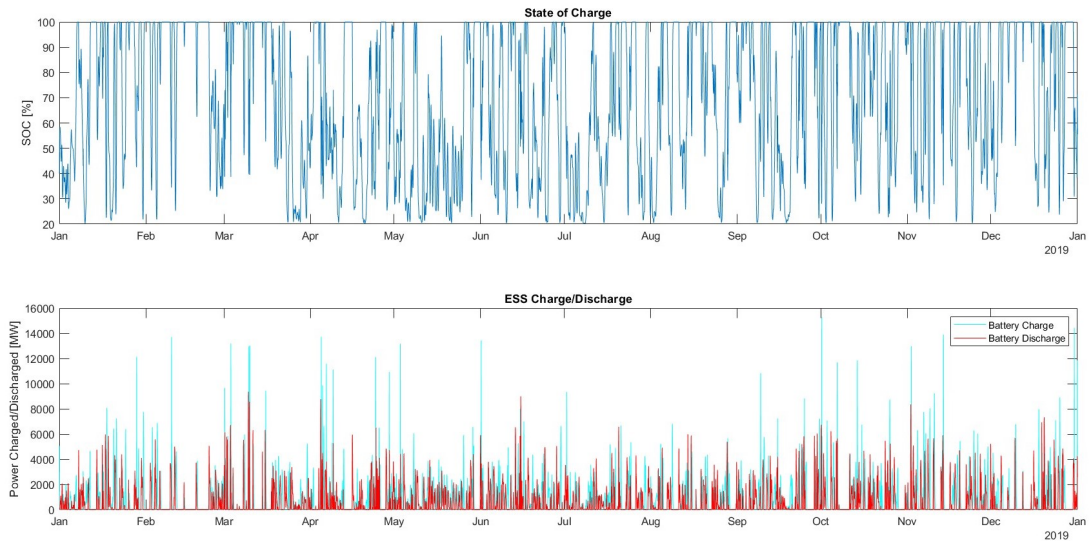 State of Charge
SOC [%]
100
90
80
70
60
50
40
30
20
Jan Feb Mar Apr May Jun Jul Aug Sep Oct Nov Dec Jan
2019
ESS Charge/Discharge
Power Charged/Discharged [MW]
16000
14000
12000
10000
8000
6000
4000
2000
0
Battery Charge
Battery Discharge
Jan Feb Mar Apr May Jun Jul Aug Sep Oct Nov Dec Jan
2019